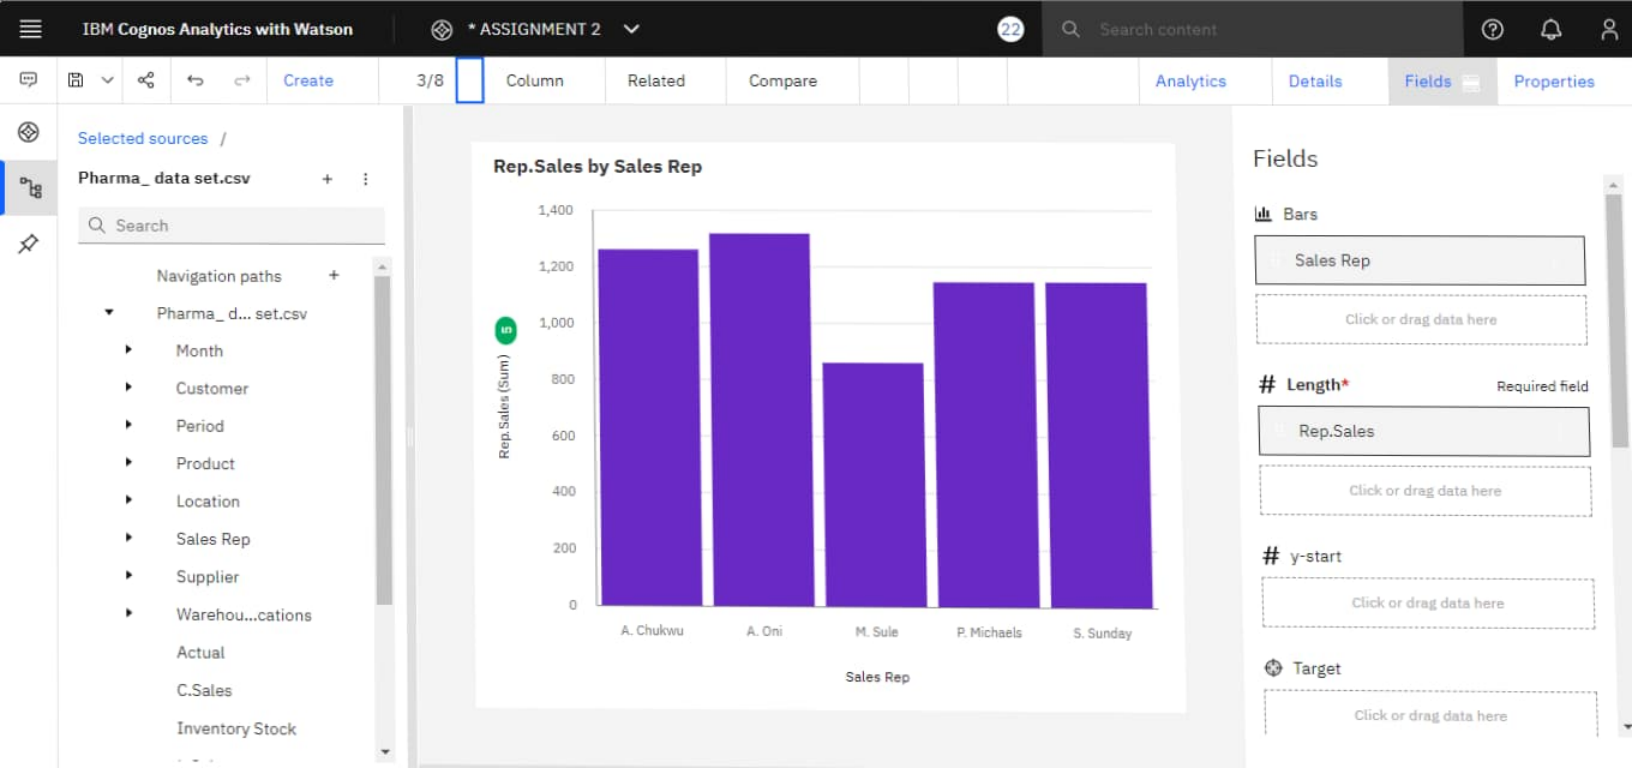 IBM Cognos Analytics with Watson
* ASSIGNMENT 2
22
Search content
Create
3/8
Column
Related
Compare
Analytics
Details
Fields
Properties
Selected sources /
Pharma_ data set.csv
Search
Navigation paths
Pharma_ d... set.csv
Month
Customer
Period
Product
Location
Sales Rep
Supplier
Warehou...cations
Actual
C.Sales
Inventory Stock
Rep.Sales by Sales Rep
1,400
1,200
1,000
800
600
400
200
0
5
Rep.Sales (Sum)
A. Chukwu
A. Oni
M. Sule
P. Michaels
S. Sunday
Sales Rep
Fields
Bars
Sales Rep
Click or drag data here
# Length*
Required field
Rep.Sales
Click or drag data here
# y-start
Click or drag data here
Target
Click or drag data here